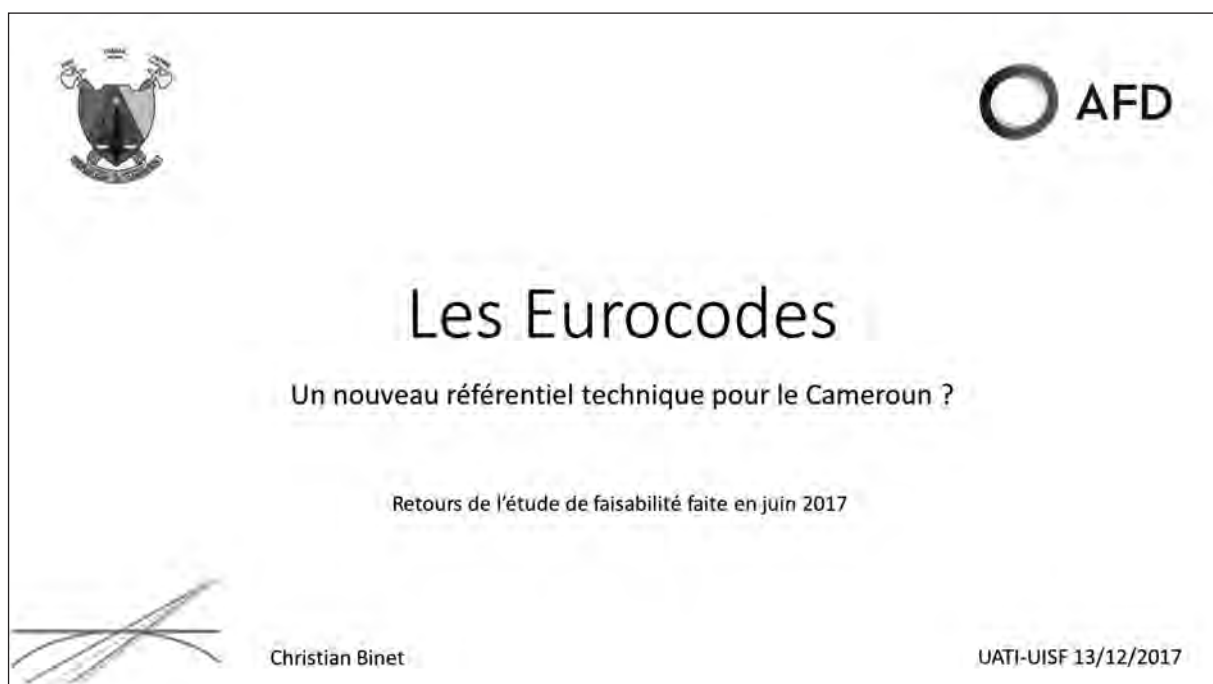 AFD
Les Eurocodes
Un nouveau référentiel technique pour le Cameroun ?
Retours de l'étude de faisabilité faite en juin 2017
Christian Binet
UATI-UISF 13/12/2017